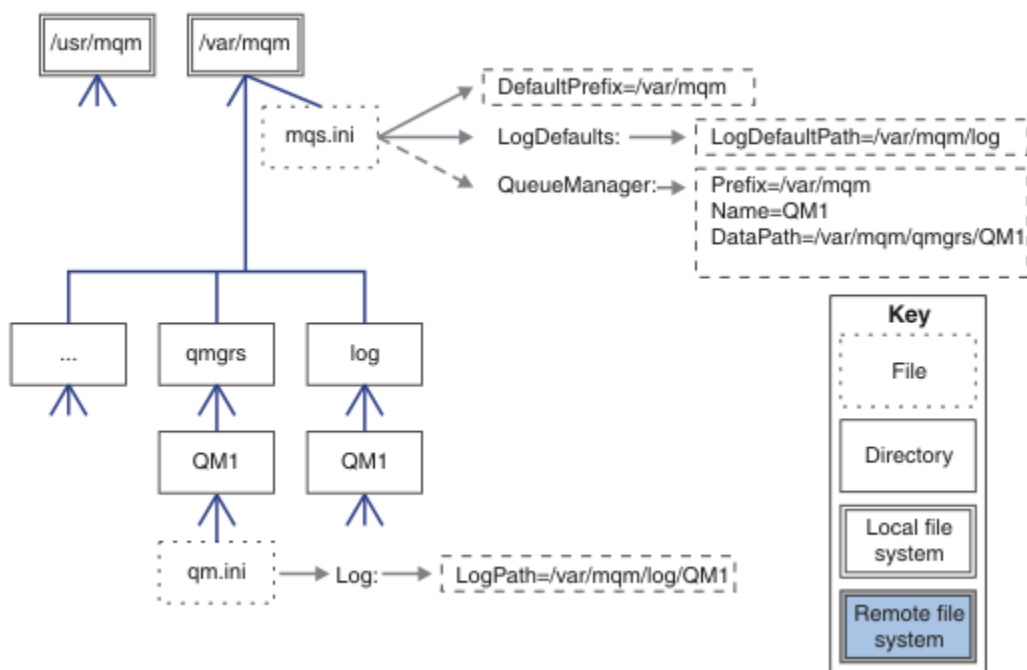 /usr/mqm
/var/mqm
mqs.ini
DefaultPrefix=/var/mqm
LogDefaults:
LogDefaultPath=/var/mqm/log
QueueManager:
Prefix=/var/mqm
Name=QM1
DataPath=/var/mqm/qmgrs/QM1
...
qmgrs
log
QM1
QM1
qm.ini
Log:
LogPath=/var/mqm/log/QM1
Key
File
Directory
Local file
system
Remote file
system